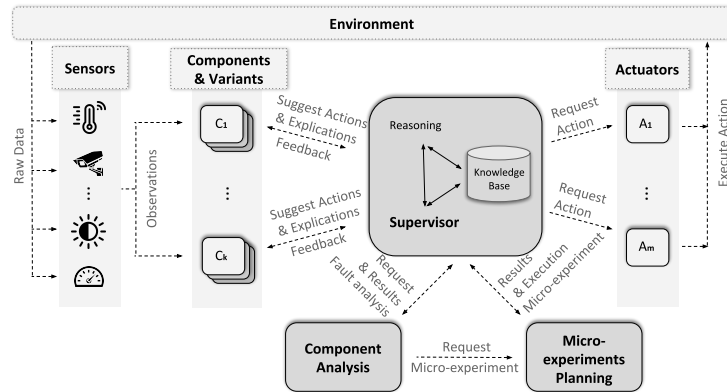 Environment
Sensors
Components
& Variants
Actuators
Raw Data
Observations
C1
Ck
Suggest Actions
& Explications
Feedback
Suggest Actions
& Explications
Feedback
Reasoning
Knowledge
Base
Supervisor
Request
Action
Request
Action
A1
Am
Execute Action
Request
& Results
Fault analysis
Results
& Execution
Micro-experiment
Component
Analysis
Request
Micro-experiment
Micro-
experiments
Planning